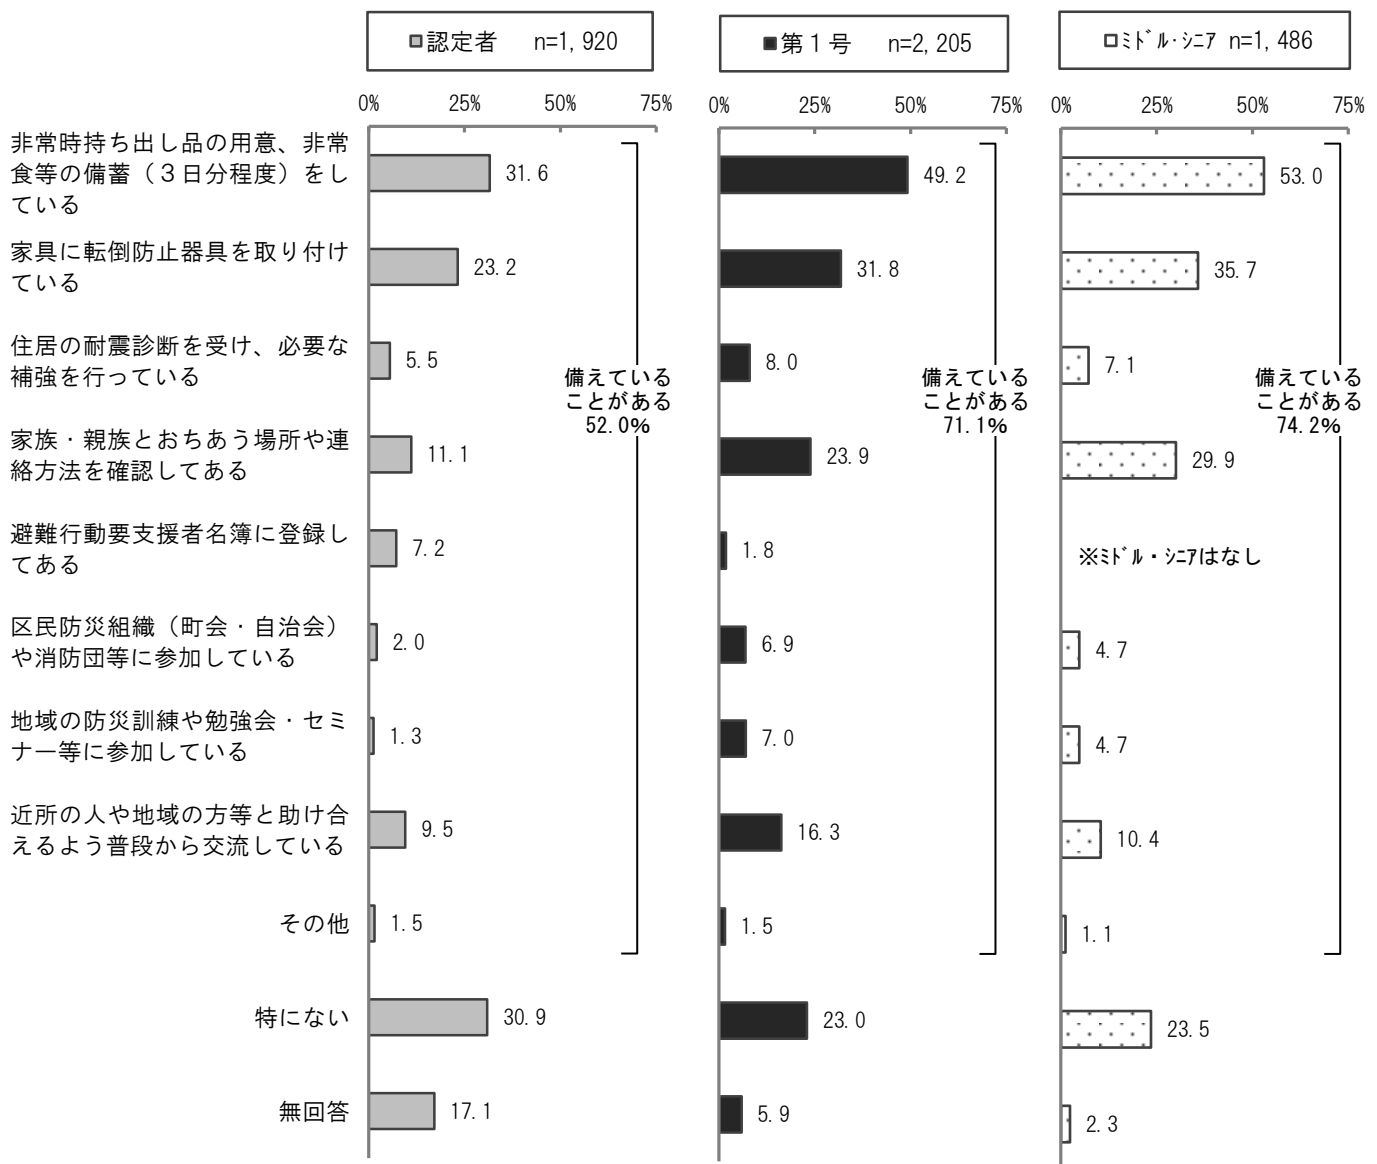 ■認定者 n=1,920
■第１号 n=2,205
□ﾐﾄﾞﾙ･ｼﾆｱ n=1,486
0% 25% 50% 75%
0% 25% 50% 75%
0% 25% 50% 75%
非常時持ち出し品の用意、非常
食等の備蓄（３日分程度）をし
ている
31.6
49.2
53.0
家具に転倒防止器具を取り付け
ている
23.2
31.8
35.7
住居の耐震診断を受け、必要な
補強を行っている
5.5
8.0
7.1
備えている
ことがある
52.0%
備えている
ことがある
71.1%
備えている
ことがある
74.2%
家族・親族とおちあう場所や連
絡方法を確認してある
11.1
23.9
29.9
避難行動要支援者名簿に登録し
てある
7.2
1.8
※ﾐﾄﾞﾙ・ｼﾆｱはなし
区民防災組織（町会・自治会）
や消防団等に参加している
2.0
6.9
4.7
地域の防災訓練や勉強会・セミ
ナー等に参加している
1.3
7.0
4.7
近所の人や地域の方等と助け合
えるよう普段から交流している
9.5
16.3
10.4
その他
1.5
1.5
1.1
特にない
30.9
23.0
23.5
無回答
17.1
5.9
2.3